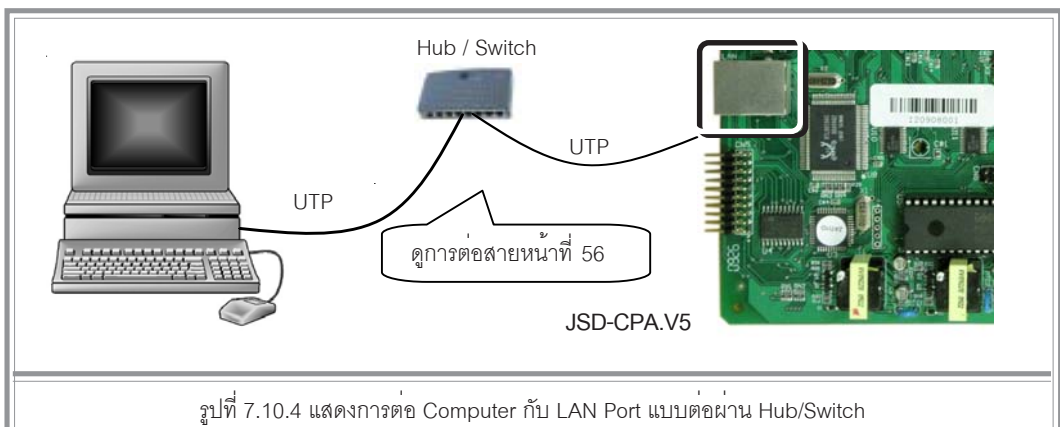 Hub / Switch
UTP
UTP
ดูการต่อสายหน้าที่ 56
JSD-CPA.V5
0826
รูปที่ 7.10.4 แสดงการต่อ Computer กับ LAN Port แบบต่อผ่าน Hub/Switch